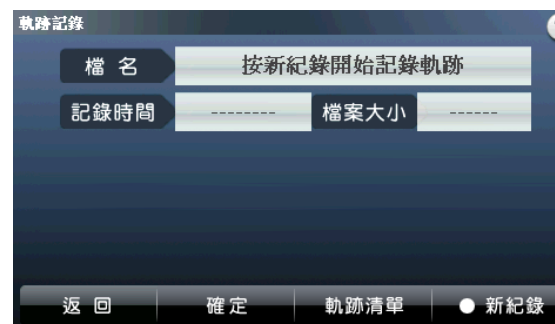 軌跡記錄
檔 名 按新紀錄開始記錄軌跡
記錄時間 -------- 檔案大小 ------
返 回 確定 軌跡清單 ● 新紀錄